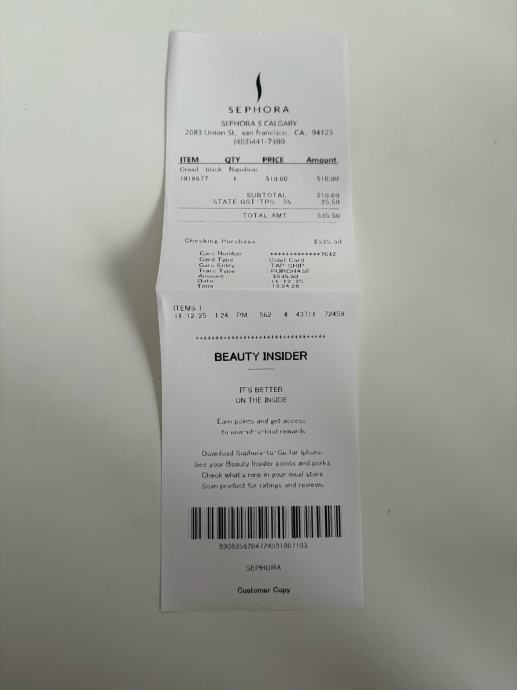 SEPHORA
SEPHORA S CALGARY
2083 Union St, san francisco, CA, 94123
(403)441-7300
ITEM QTY PRICE Amount
Creed black Napoleon
1918677 1 510.00 510.00
SUBTOTAL 510.00
STATE GST/TPS 5% 25.50
TOTAL AMT 535.50
Checking Purchase $535.50
Card Number ************7642
Card Type Debit Card
Card Entry TAP CHIP
Trans Type PURCHASE
Amount $535.50
Date 11/12/25
Time 13:24:28
ITEMS 1
11/12/25 1:24 PM 562 4 43711 72459
********************************
BEAUTY INSIDER
IT'S BETTER
ON THE INSIDE
Earn points and get access
to one-of-a-kind rewards
Download Sephora-to-Go for iphone
See your Beauty Insider points and perks
Check what's new in your local store
Scan product for ratings and reviews
SEPHORA
Customer Copy